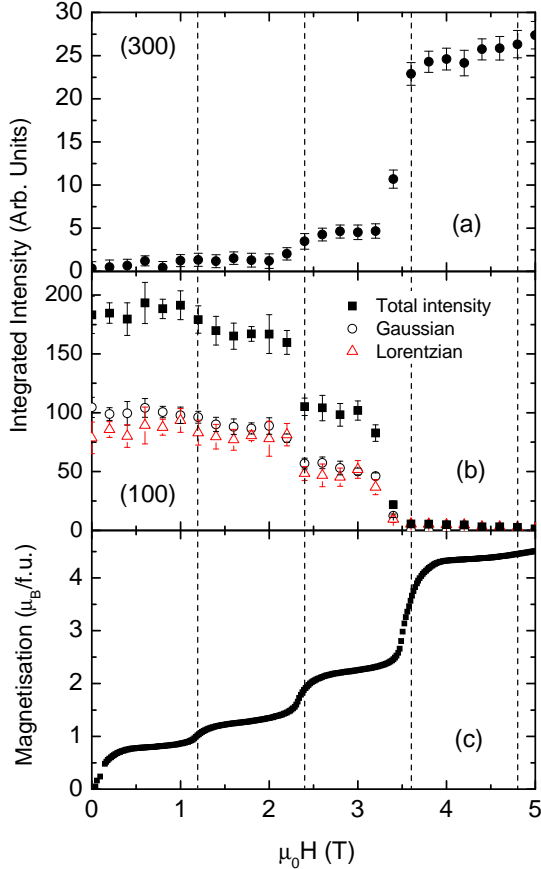 30
25
20
15
10
5
0
(300)
(a)
Integrated Intensity (Arb. Units)
200
150
100
50
0
Total intensity
Gaussian
Lorentzian
(b)
(100)
Magnetisation (μB/f.u.)
4
3
2
1
0
(c)
0 1 2 3 4 5
μ0H (T)